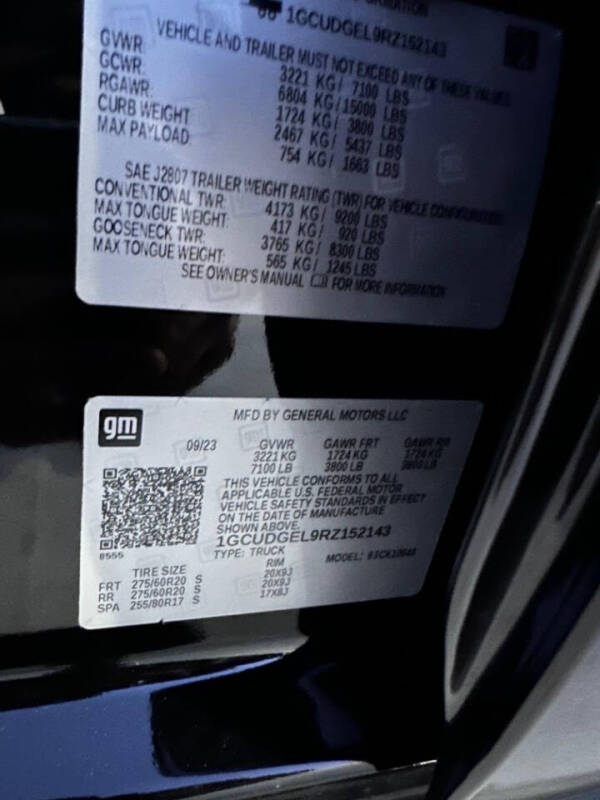 1GCUDGEL9RZ152143
VEHICLE AND TRAILER MUST NOT EXCEED ANY OF THESE VALUES
GVWR 3221 KG/ 7100 LBS
GCWR: 6804 KG/15000 LBS
RGAWR: 1724 KG/ 3800 LBS
CURB WEIGHT 2467 KG/ 5437 LBS
MAX PAYLOAD: 754 KG/ 1663 LBS
SAE J2807 TRAILER WEIGHT RATING (TWR) FOR VEHICLE CONFIGURATION
CONVENTIONAL TWR: 4173 KG/ 9200 LBS
MAX TONGUE WEIGHT: 417 KG/ 920 LBS
GOOSENECK TWR: 3765 KG/ 8300 LBS
MAX TONGUE WEIGHT: 565 KG/ 1245 LBS
SEE OWNER'S MANUAL FOR MORE INFORMATION
gm
MFD BY GENERAL MOTORS LLC
09/23 GVWR GAWR FRT GAWR RR
3221 KG 1724 KG 1724 KG
7100 LB 3800 LB 3800 LB
THIS VEHICLE CONFORMS TO ALL
APPLICABLE U.S. FEDERAL MOTOR
VEHICLE SAFETY STANDARDS IN EFFECT
ON THE DATE OF MANUFACTURE
SHOWN ABOVE.
1GCUDGEL9RZ152143
8555 TYPE: TRUCK MODEL:
TIRE SIZE RIM
FRT 275/60R20 S 20X9J
RR 275/60R20 S 20X9J
SPA 255/80R17 S 17X8J